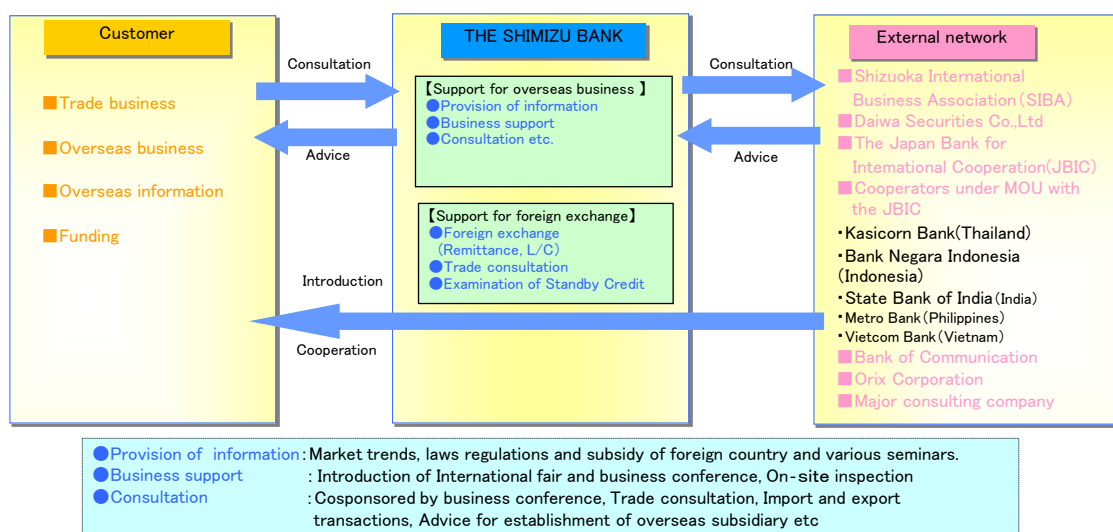 Customer
■Trade business
■Overseas business
■Overseas information
■Funding
Consultation
Advice
Introduction
Cooperation
THE SHIMIZU BANK
【Support for overseas business 】
●Provision of information
●Business support
●Consultation etc.
【Support for foreign exchange】
●Foreign exchange
(Remittance, L/C)
●Trade consultation
●Examination of Standby Credit
Consultation
Advice
External network
■Shizuoka International
Business Association(SIBA)
■Daiwa Securities Co.,Ltd
■The Japan Bank for
International Cooperation(JBIC)
■Cooperators under MOU with
the JBIC
・Kasicorn Bank(Thailand)
・Bank Negara Indonesia
(Indonesia)
・State Bank of India(India)
・Metro Bank(Philippines)
・Vietcom Bank(Vietnam)
■Bank of Communication
■Orix Corporation
■Major consulting company
●Provision of information:Market trends, laws regulations and subsidy of foreign country and various seminars.
●Business support :Introduction of International fair and business conference, On-site inspection
●Consultation :Cosponsored by business conference, Trade consultation, Import and export
transactions, Advice for establishment of overseas subsidiary etc